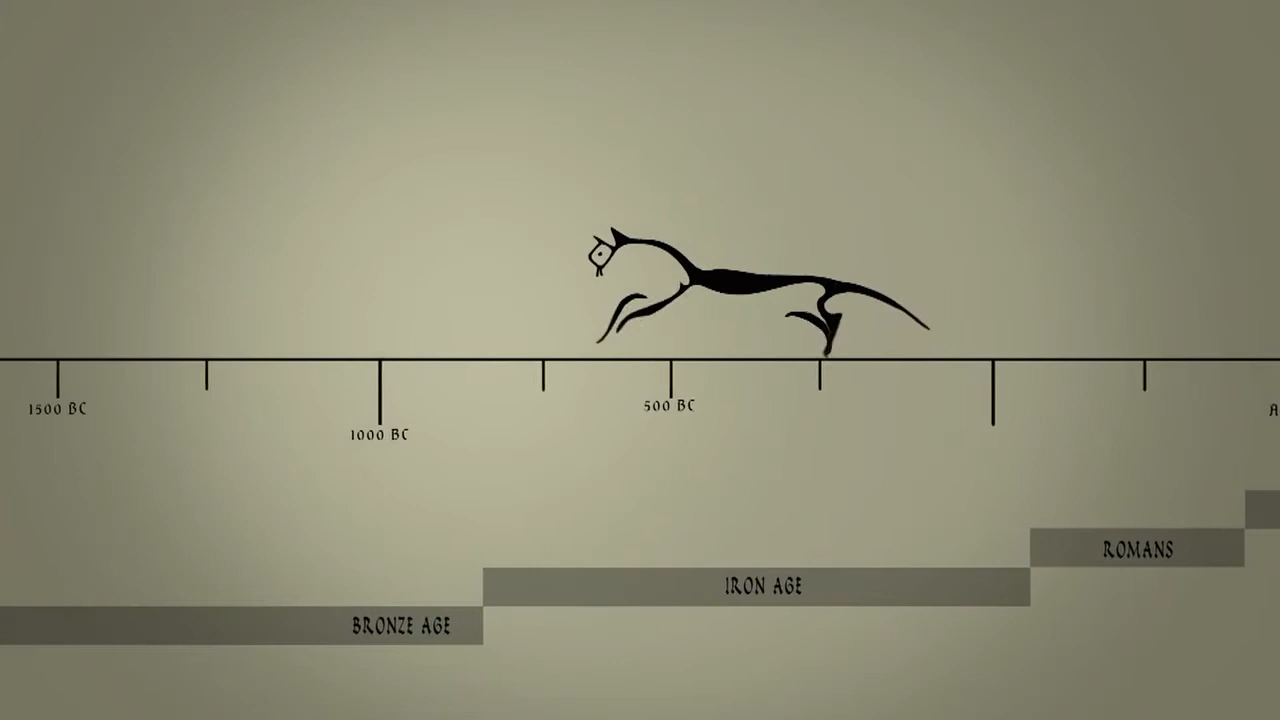 1500 BC
1000 BC
500 BC
A
ROMANS
IRON AGE
BRONZE AGE